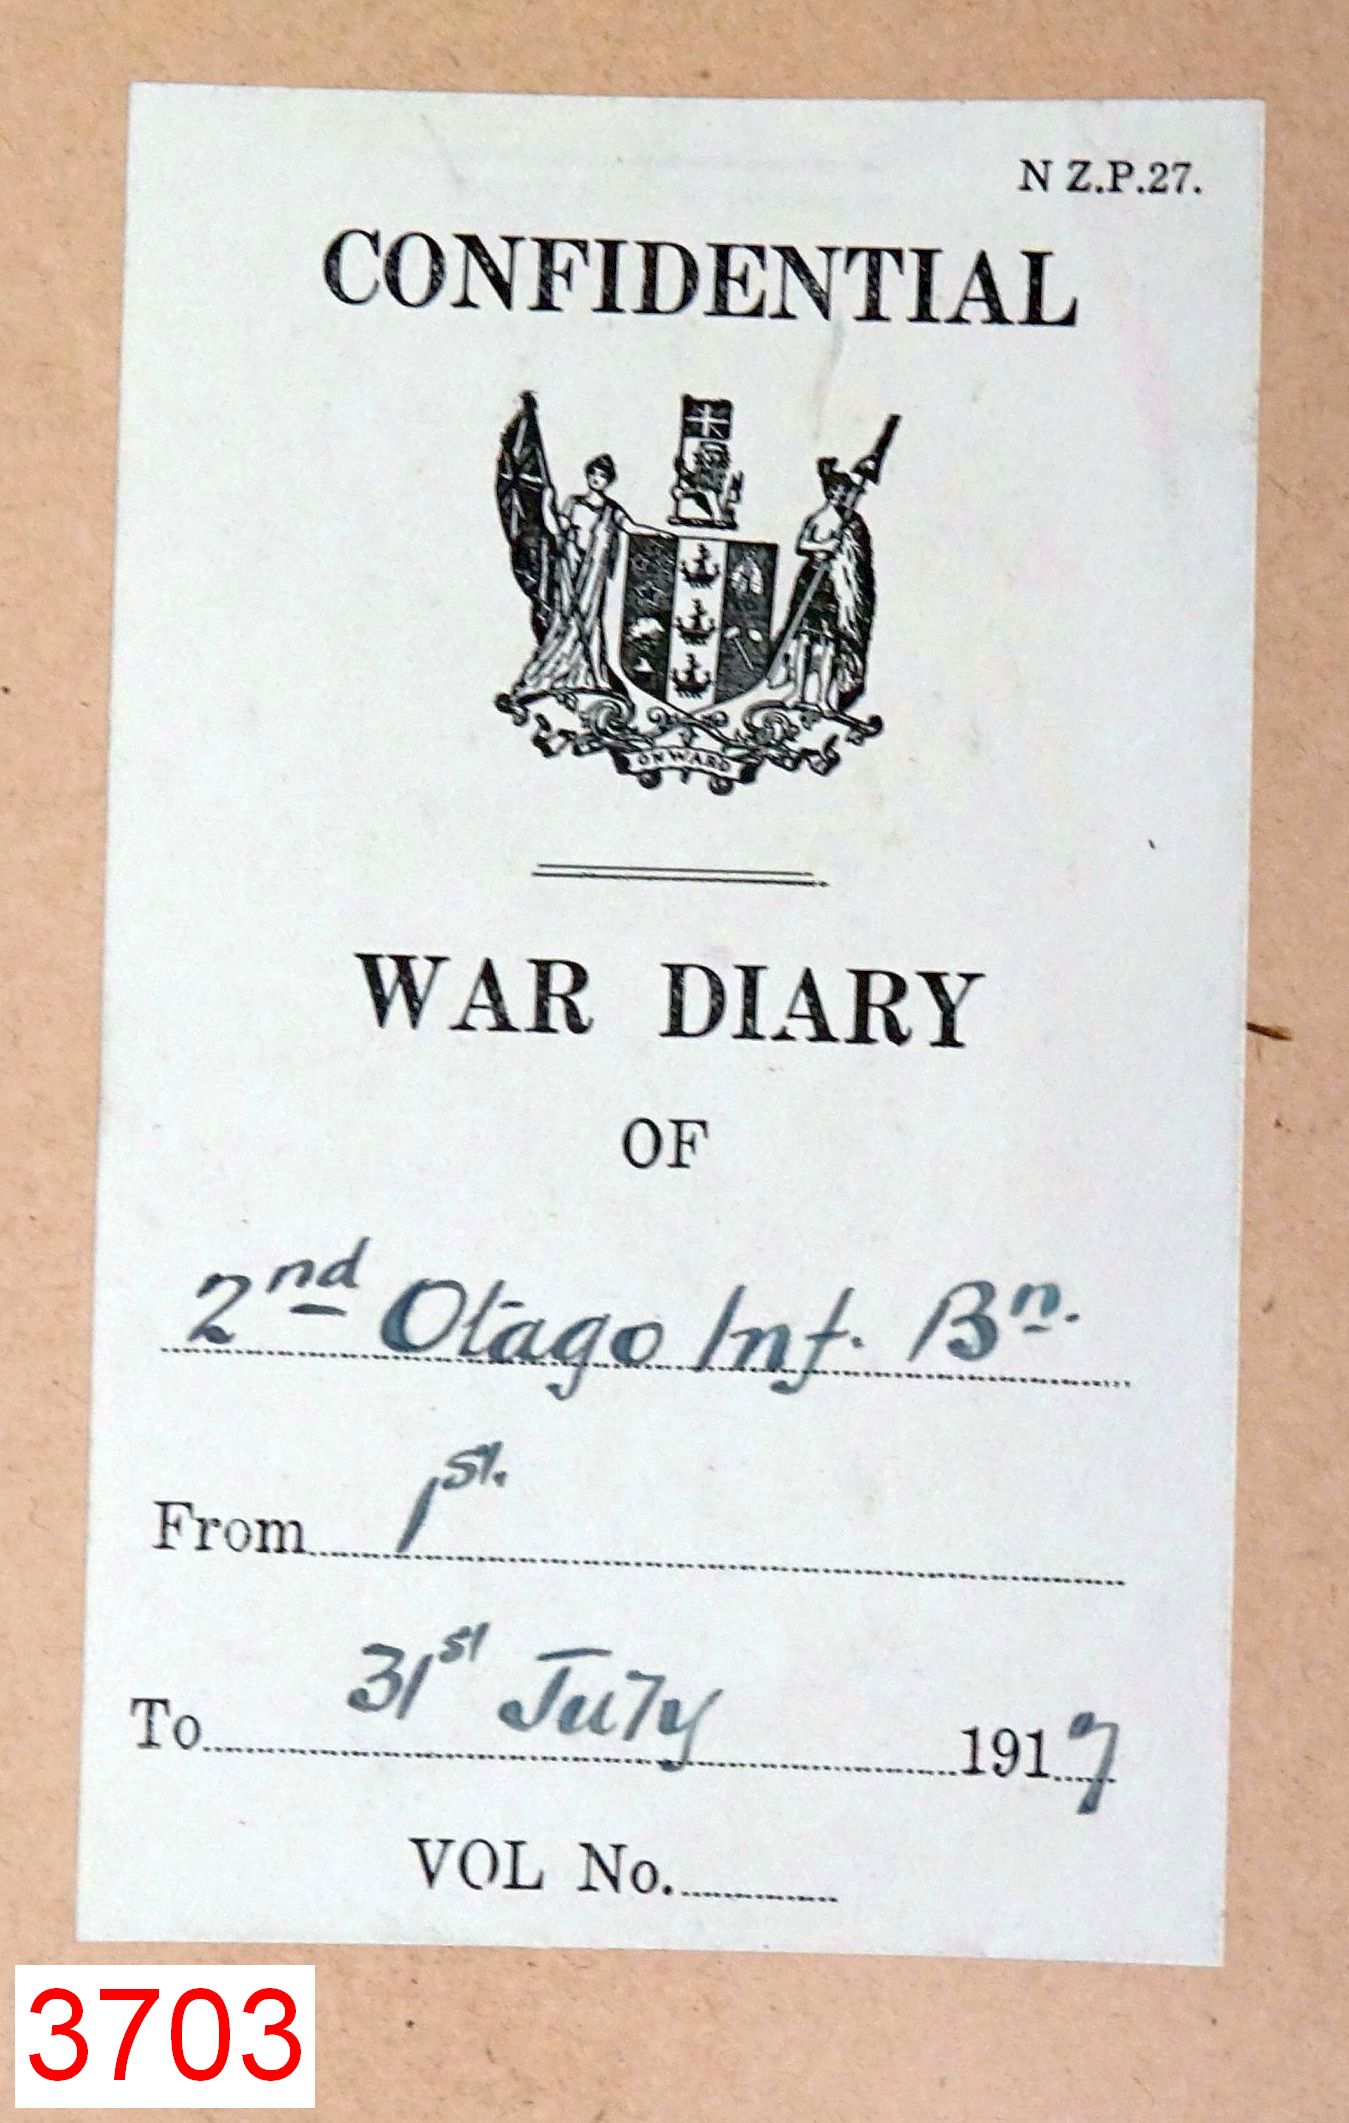 N Z.P.27.
CONFIDENTIAL
ONWARD
WAR DIARY
OF
2nd Otago Inf. Bn.
From 1st.
To 31st July 1917
VOL No.
3703